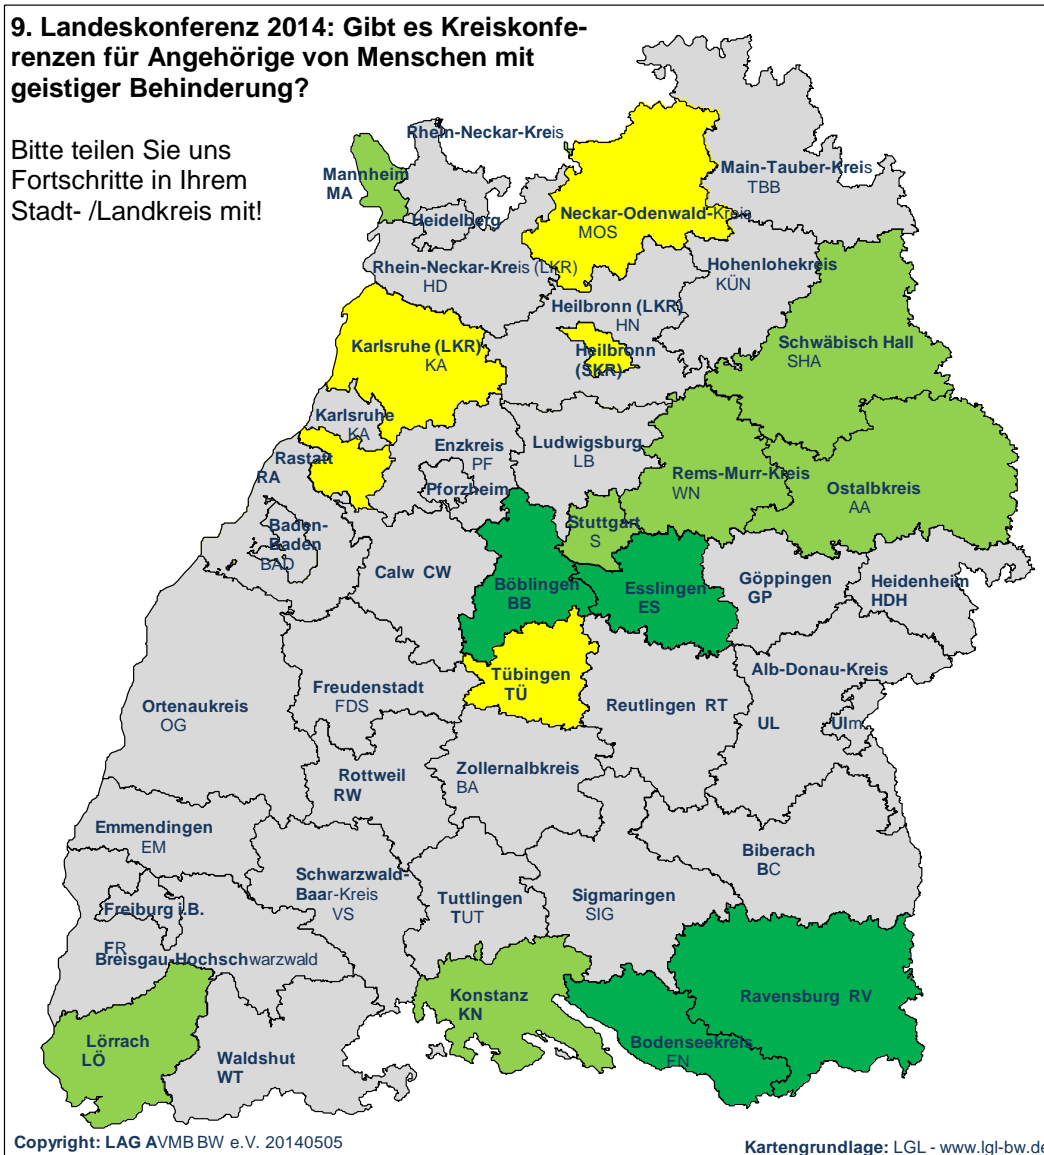 9. Landeskonferenz 2014: Gibt es Kreiskonfe-
renzen für Angehörige von Menschen mit
geistiger Behinderung?
Bitte teilen Sie uns
Fortschritte in Ihrem
Stadt- /Landkreis mit!
Rhein-Neckar-Kreis
Mannheim
MA
Main-Tauber-Kreis
TBB
Heidelberg
Neckar-Odenwald-Kreis
MOS
Rhein-Neckar-Kreis (LKR)
HD
Hohenlohekreis
KÜN
Heilbronn (LKR)
HN
Karlsruhe (LKR)
KA
Heilbronn
(SKR)
Schwäbisch Hall
SHA
Karlsruhe
KA
Enzkreis
PF
Ludwigsburg
LB
Rastatt
RA
Pforzheim
Rems-Murr-Kreis
WN
Ostalbkreis
AA
Baden-
Baden
BAD
Stuttgart
S
Calw CW
Böblingen
BB
Esslingen
ES
Göppingen
GP
Heidenheim
HDH
Tübingen
TÜ
Alb-Donau-Kreis
Freudenstadt
FDS
Ortenaukreis
OG
Reutlingen RT
UL
Ulm
Rottweil
RW
Zollernalbkreis
BA
Emmendingen
EM
Biberach
BC
Schwarzwald-
Baar-Kreis
VS
Tuttlingen
TUT
Sigmaringen
SIG
Freiburg i.B.
FR
Breisgau-Hochschwarzwald
Konstanz
KN
Ravensburg RV
Lörrach
LÖ
Waldshut
WT
Bodenseekreis
FN
Copyright: LAG AVMB BW e.V. 20140505
Kartengrundlage: LGL - www.lgl-bw.de